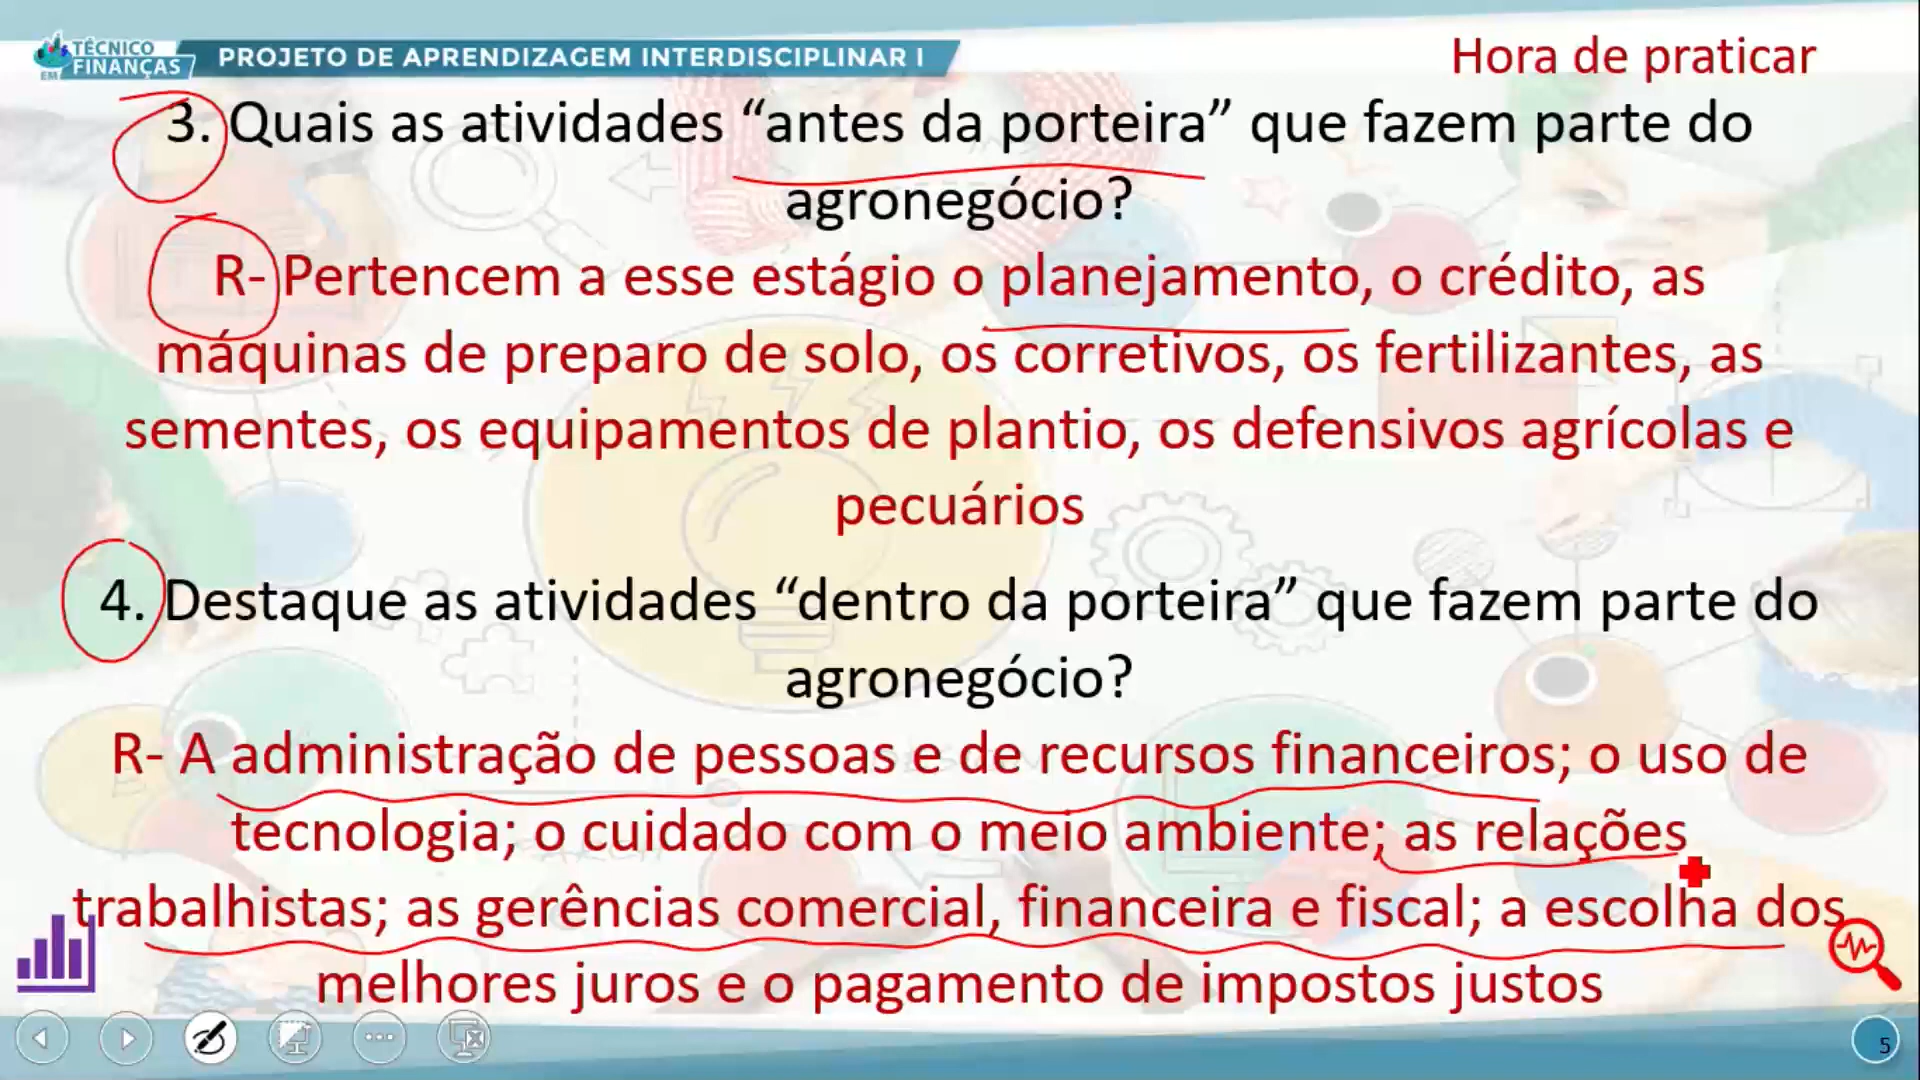 TÉCNICO
EM FINANÇAS
PROJETO DE APRENDIZAGEM INTERDISCIPLINAR I
Hora de praticar
3. Quais as atividades “antes da porteira” que fazem parte do
agronegócio?
R- Pertencem a esse estágio o planejamento, o crédito, as
máquinas de preparo de solo, os corretivos, os fertilizantes, as
sementes, os equipamentos de plantio, os defensivos agrícolas e
pecuários
4. Destaque as atividades “dentro da porteira” que fazem parte do
agronegócio?
R- A administração de pessoas e de recursos financeiros; o uso de
tecnologia; o cuidado com o meio ambiente; as relações
trabalhistas; as gerências comercial, financeira e fiscal; a escolha dos
melhores juros e o pagamento de impostos justos
5